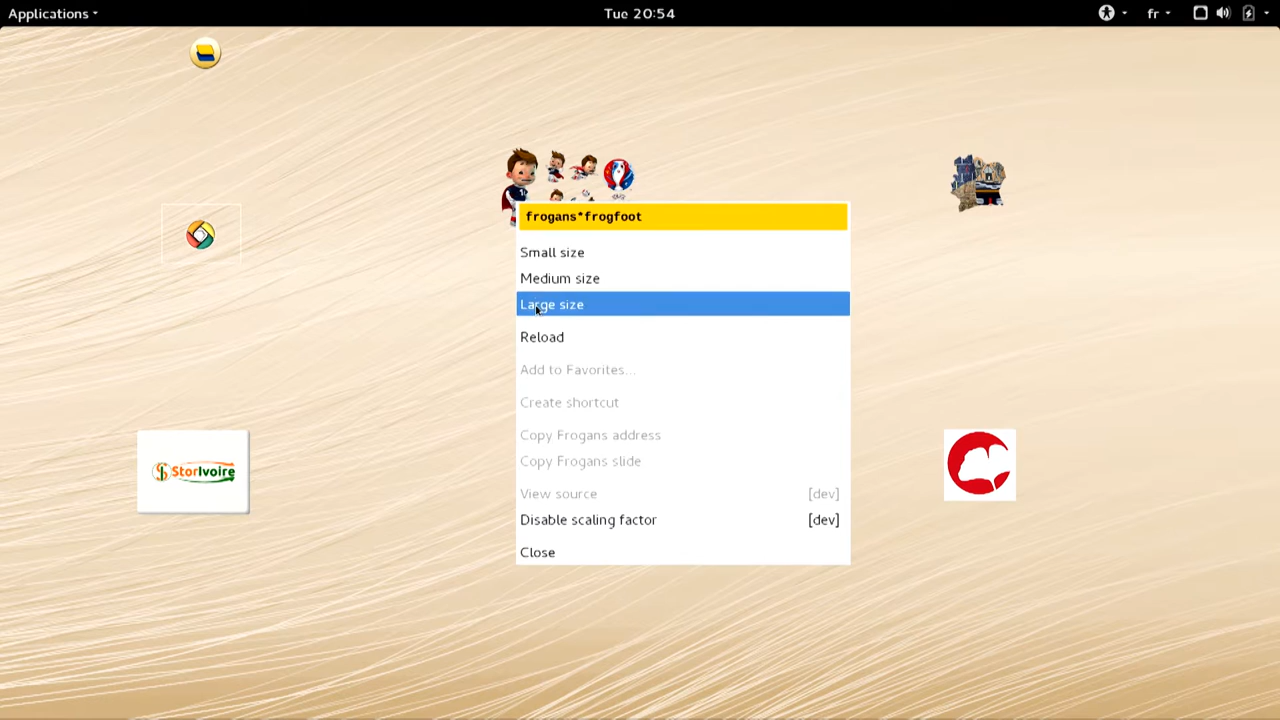 Applications
Tue 20:54
fr
frogans*frogfoot
Small size
Medium size
Large size
Reload
Add to Favorites...
Create shortcut
Copy Frogans address
Copy Frogans slide
View source [dev]
Disable scaling factor [dev]
Close
StorIvoire